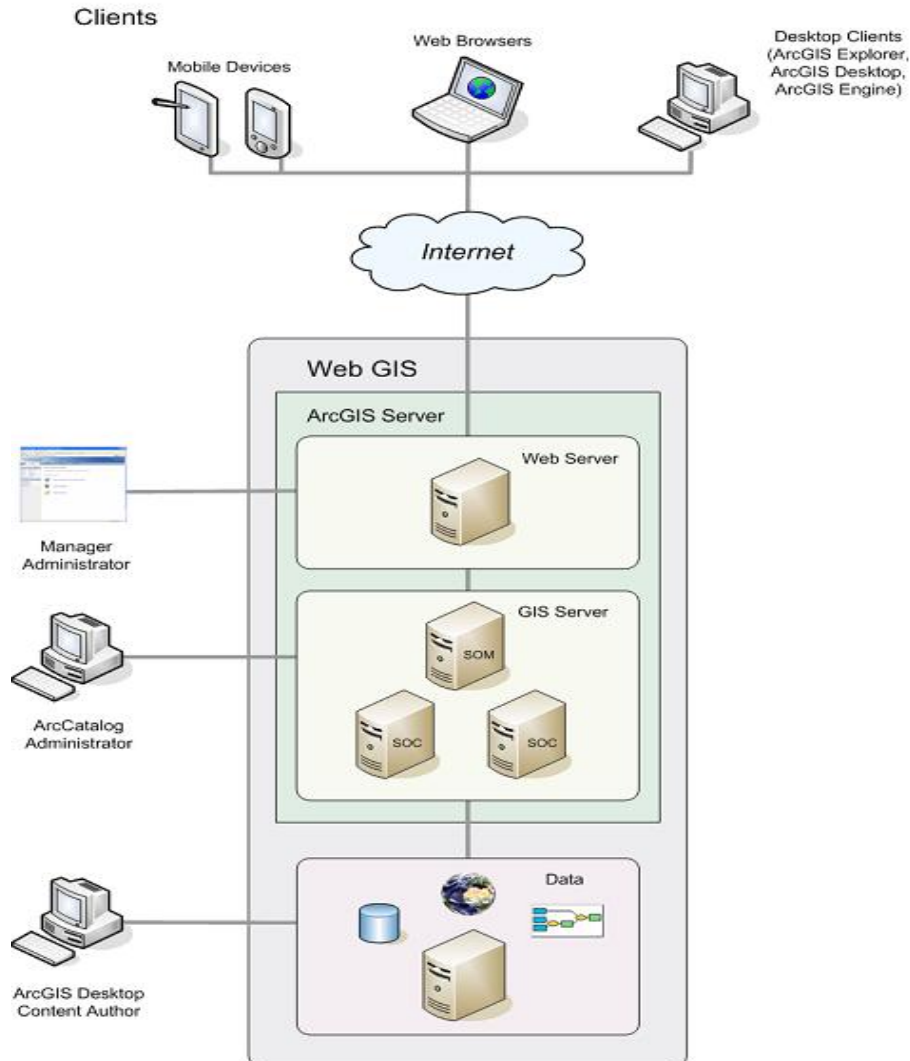 Clients
Mobile Devices
Web Browsers
Desktop Clients
(ArcGIS Explorer,
ArcGIS Desktop,
ArcGIS Engine)
Internet
Web GIS
ArcGIS Server
Web Server
Manager
Administrator
GIS Server
SOM
SOC
SOC
ArcCatalog
Administrator
Data
ArcGIS Desktop
Content Author